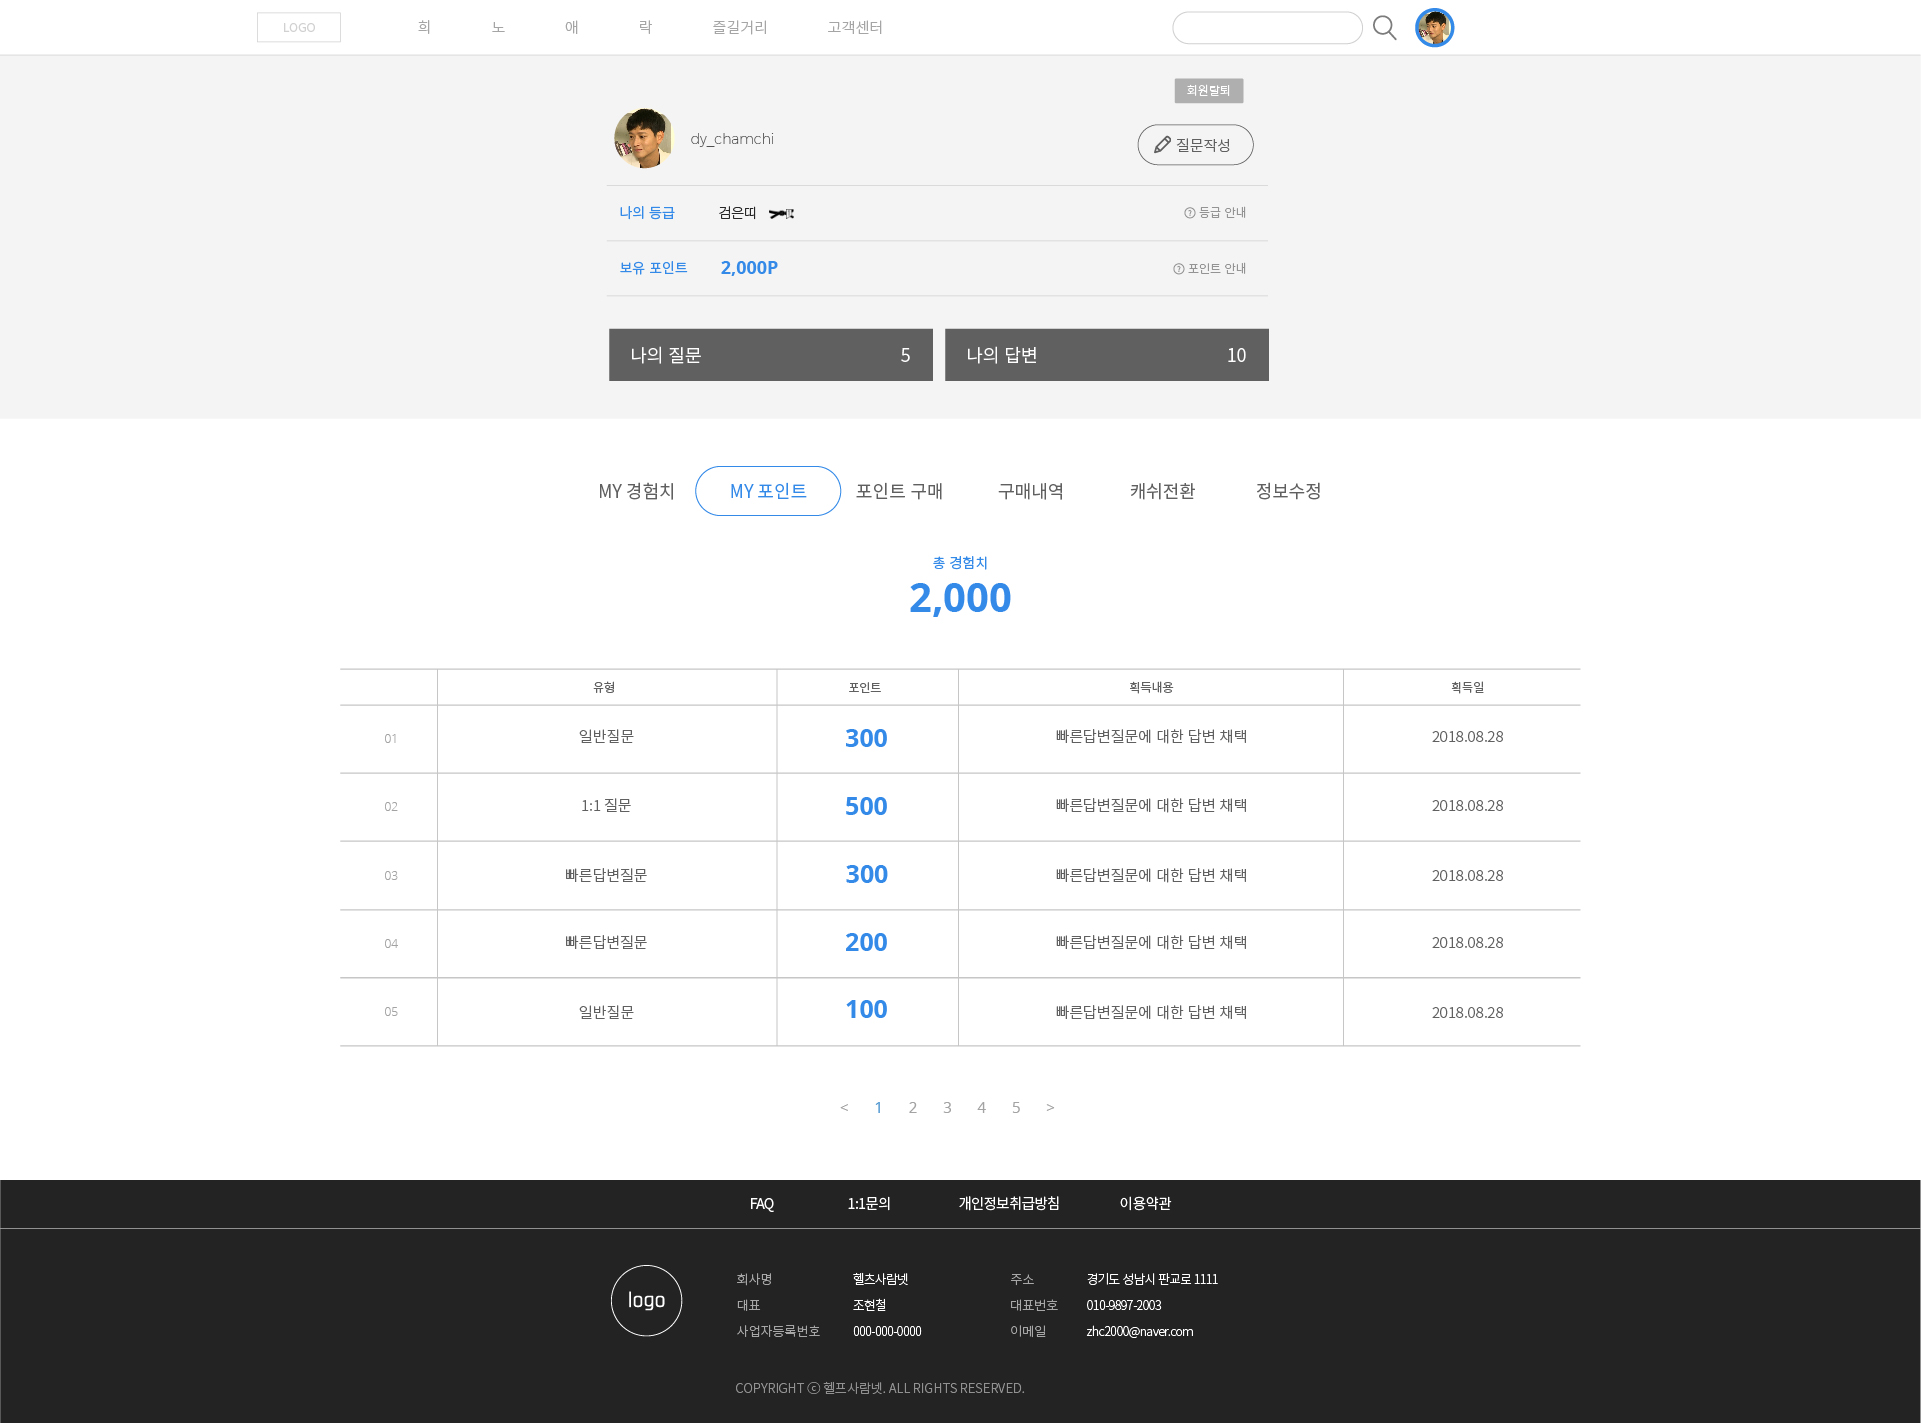 LOGO 희 노 애 락 즐길거리 고객센터
회원탈퇴
dy_chamchi 질문작성
나의 등급 검은띠 등급 안내
보유 포인트 2,000P 포인트 안내
나의 질문 5 나의 답변 10
MY 경험치 MY 포인트 포인트 구매 구매내역 캐쉬전환 정보수정
총 경험치
2,000
유형 포인트 획득내용 획득일
01 일반질문 300 빠른답변질문에 대한 답변 채택 2018.08.28
02 1:1 질문 500 빠른답변질문에 대한 답변 채택 2018.08.28
03 빠른답변질문 300 빠른답변질문에 대한 답변 채택 2018.08.28
04 빠른답변질문 200 빠른답변질문에 대한 답변 채택 2018.08.28
05 일반질문 100 빠른답변질문에 대한 답변 채택 2018.08.28
< 1 2 3 4 5 >
FAQ 1:1문의 개인정보취급방침 이용약관
logo
회사명 헬츠사람넷 주소 경기도 성남시 판교로 1111
대표 조현철 대표번호 010-9897-2003
사업자등록번호 000-000-0000 이메일 zhc2000@naver.com
COPYRIGHT ⓒ 헬프사람넷. ALL RIGHTS RESERVED.